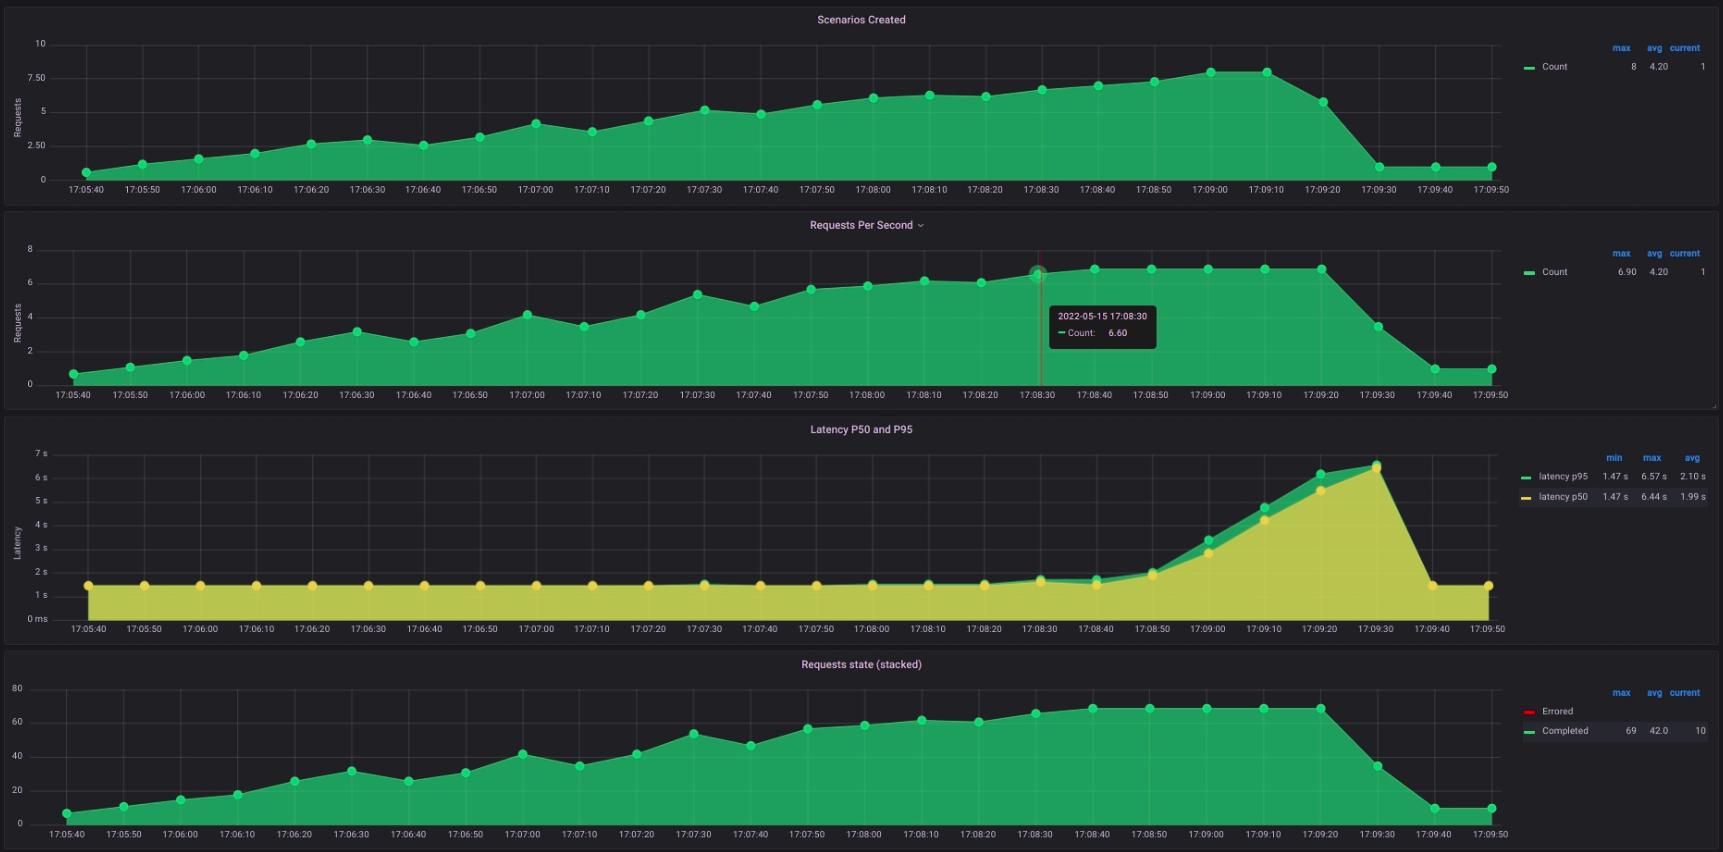 Scenarios Created
max avg current
Count 8 4.20 1
Requests
10
7.50
5
2.50
0
17:05:40 17:05:50 17:06:00 17:06:10 17:06:20 17:06:30 17:06:40 17:06:50 17:07:00 17:07:10 17:07:20 17:07:30 17:07:40 17:07:50 17:08:00 17:08:10 17:08:20 17:08:30 17:08:40 17:08:50 17:09:00 17:09:10 17:09:20 17:09:30 17:09:40 17:09:50
Requests Per Second
max avg current
Count 6.90 4.20 1
Requests
8
6
4
2
0
2022-05-15 17:08:30
Count: 6.60
17:05:40 17:05:50 17:06:00 17:06:10 17:06:20 17:06:30 17:06:40 17:06:50 17:07:00 17:07:10 17:07:20 17:07:30 17:07:40 17:07:50 17:08:00 17:08:10 17:08:20 17:08:30 17:08:40 17:08:50 17:09:00 17:09:10 17:09:20 17:09:30 17:09:40 17:09:50
Latency P50 and P95
min max avg
latency p95 1.47 s 6.57 s 2.10 s
latency p50 1.47 s 6.44 s 1.99 s
Latency
7 s
6 s
5 s
4 s
3 s
2 s
1 s
0 ms
17:05:40 17:05:50 17:06:00 17:06:10 17:06:20 17:06:30 17:06:40 17:06:50 17:07:00 17:07:10 17:07:20 17:07:30 17:07:40 17:07:50 17:08:00 17:08:10 17:08:20 17:08:30 17:08:40 17:08:50 17:09:00 17:09:10 17:09:20 17:09:30 17:09:40 17:09:50
Requests state (stacked)
max avg current
Errored
Completed 69 42.0 10
80
60
40
20
0
17:05:40 17:05:50 17:06:00 17:06:10 17:06:20 17:06:30 17:06:40 17:06:50 17:07:00 17:07:10 17:07:20 17:07:30 17:07:40 17:07:50 17:08:00 17:08:10 17:08:20 17:08:30 17:08:40 17:08:50 17:09:00 17:09:10 17:09:20 17:09:30 17:09:40 17:09:50